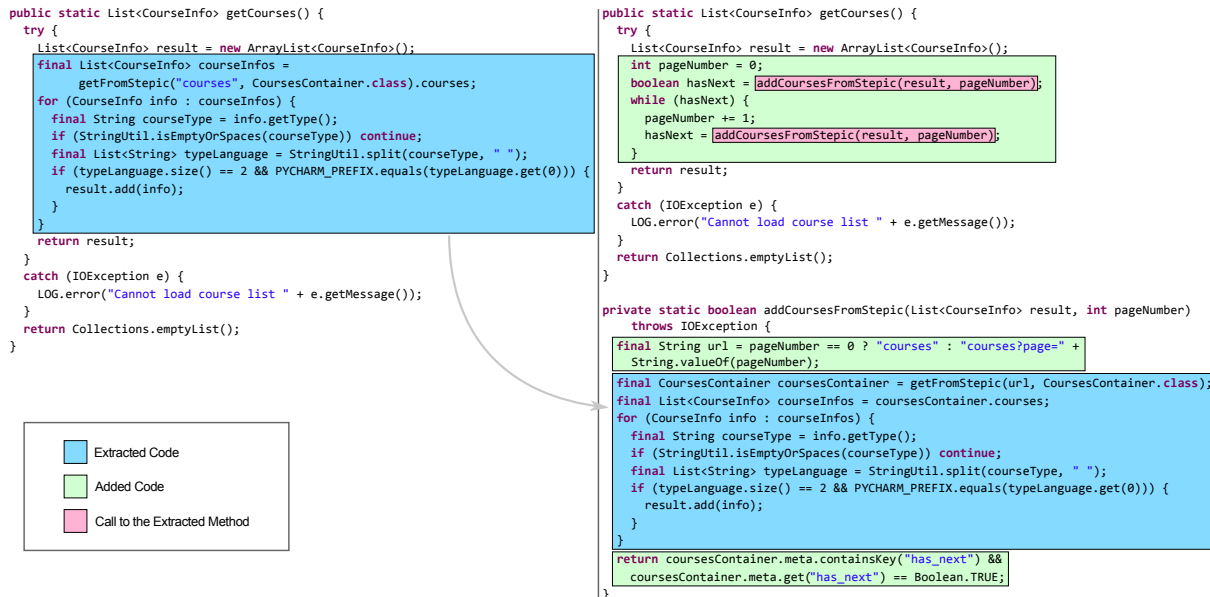 public static List<CourseInfo> getCourses() {
try {
List<CourseInfo> result = new ArrayList<CourseInfo>();
final List<CourseInfo> courseInfos =
getFromStepic("courses", CoursesContainer.class).courses;
for (CourseInfo info : courseInfos) {
final String courseType = info.getType();
if (StringUtil.isEmptyOrSpaces(courseType)) continue;
final List<String> typeLanguage = StringUtil.split(courseType, " ");
if (typeLanguage.size() == 2 && PYCHARM_PREFIX.equals(typeLanguage.get(0))) {
result.add(info);
}
}
return result;
}
catch (IOException e) {
LOG.error("Cannot load course list " + e.getMessage());
}
return Collections.emptyList();
}
Extracted Code
Added Code
Call to the Extracted Method
public static List<CourseInfo> getCourses() {
try {
List<CourseInfo> result = new ArrayList<CourseInfo>();
int pageNumber = 0;
boolean hasNext = addCoursesFromStepic(result, pageNumber);
while (hasNext) {
pageNumber += 1;
hasNext = addCoursesFromStepic(result, pageNumber);
}
return result;
}
catch (IOException e) {
LOG.error("Cannot load course list " + e.getMessage());
}
return Collections.emptyList();
}
private static boolean addCoursesFromStepic(List<CourseInfo> result, int pageNumber)
throws IOException {
final String url = pageNumber == 0 ? "courses" : "courses?page=" +
String.valueOf(pageNumber);
final CoursesContainer coursesContainer = getFromStepic(url, CoursesContainer.class);
final List<CourseInfo> courseInfos = coursesContainer.courses;
for (CourseInfo info : courseInfos) {
final String courseType = info.getType();
if (StringUtil.isEmptyOrSpaces(courseType)) continue;
final List<String> typeLanguage = StringUtil.split(courseType, " ");
if (typeLanguage.size() == 2 && PYCHARM_PREFIX.equals(typeLanguage.get(0))) {
result.add(info);
}
}
return coursesContainer.meta.containsKey("has_next") &&
coursesContainer.meta.get("has_next") == Boolean.TRUE;
}